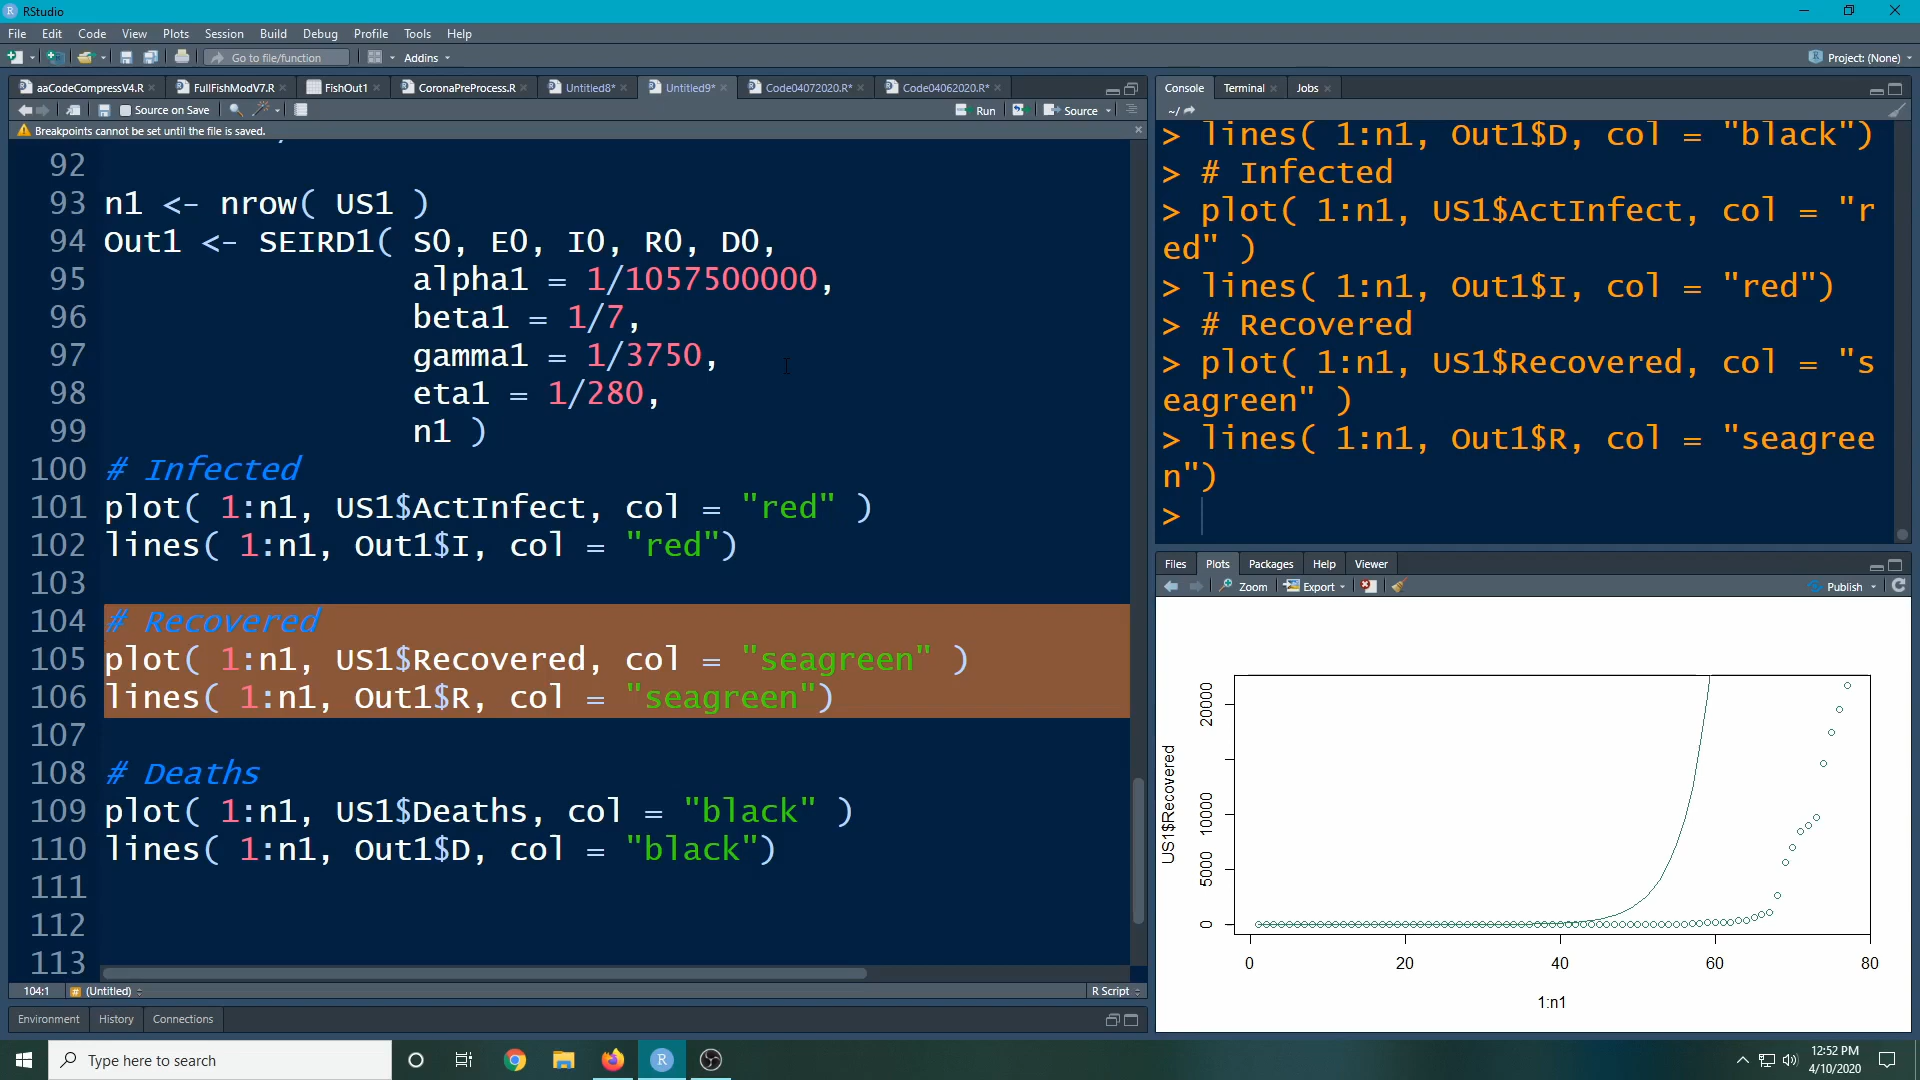 RStudio
File Edit Code View Plots Session Build Debug Profile Tools Help
Go to file/function Addins Project: (None)
aaCodeCompressV4.R FullFishModV7.R FishOut1 CoronaPreProcess.R Untitled8* Untitled9* Code04072020.R* Code04062020.R*
Source on Save Run Source
Breakpoints cannot be set until the file is saved.
92
93 n1 <- nrow( US1 )
94 Out1 <- SEIRD1( S0, E0, I0, R0, D0,
95 alpha1 = 1/1057500000,
96 beta1 = 1/7,
97 gamma1 = 1/3750,
98 eta1 = 1/280,
99 n1 )
100 # Infected
101 plot( 1:n1, US1$ActInfect, col = "red" )
102 lines( 1:n1, Out1$I, col = "red")
103
104 # Recovered
105 plot( 1:n1, US1$Recovered, col = "seagreen" )
106 lines( 1:n1, Out1$R, col = "seagreen")
107
108 # Deaths
109 plot( 1:n1, US1$Deaths, col = "black" )
110 lines( 1:n1, Out1$D, col = "black")
111
112
113
104:1 # (Untitled) R Script
Environment History Connections
Console Terminal Jobs
~/
> lines( 1:n1, Out1$D, col = "black")
> # Infected
> plot( 1:n1, US1$ActInfect, col = "r
ed" )
> lines( 1:n1, Out1$I, col = "red")
> # Recovered
> plot( 1:n1, US1$Recovered, col = "s
eagreen" )
> lines( 1:n1, Out1$R, col = "seagree
n")
>
Files Plots Packages Help Viewer
Zoom Export Publish
US1$Recovered
20000
10000
5000
0
0 20 40 60 80
1:n1
Type here to search
12:52 PM
4/10/2020